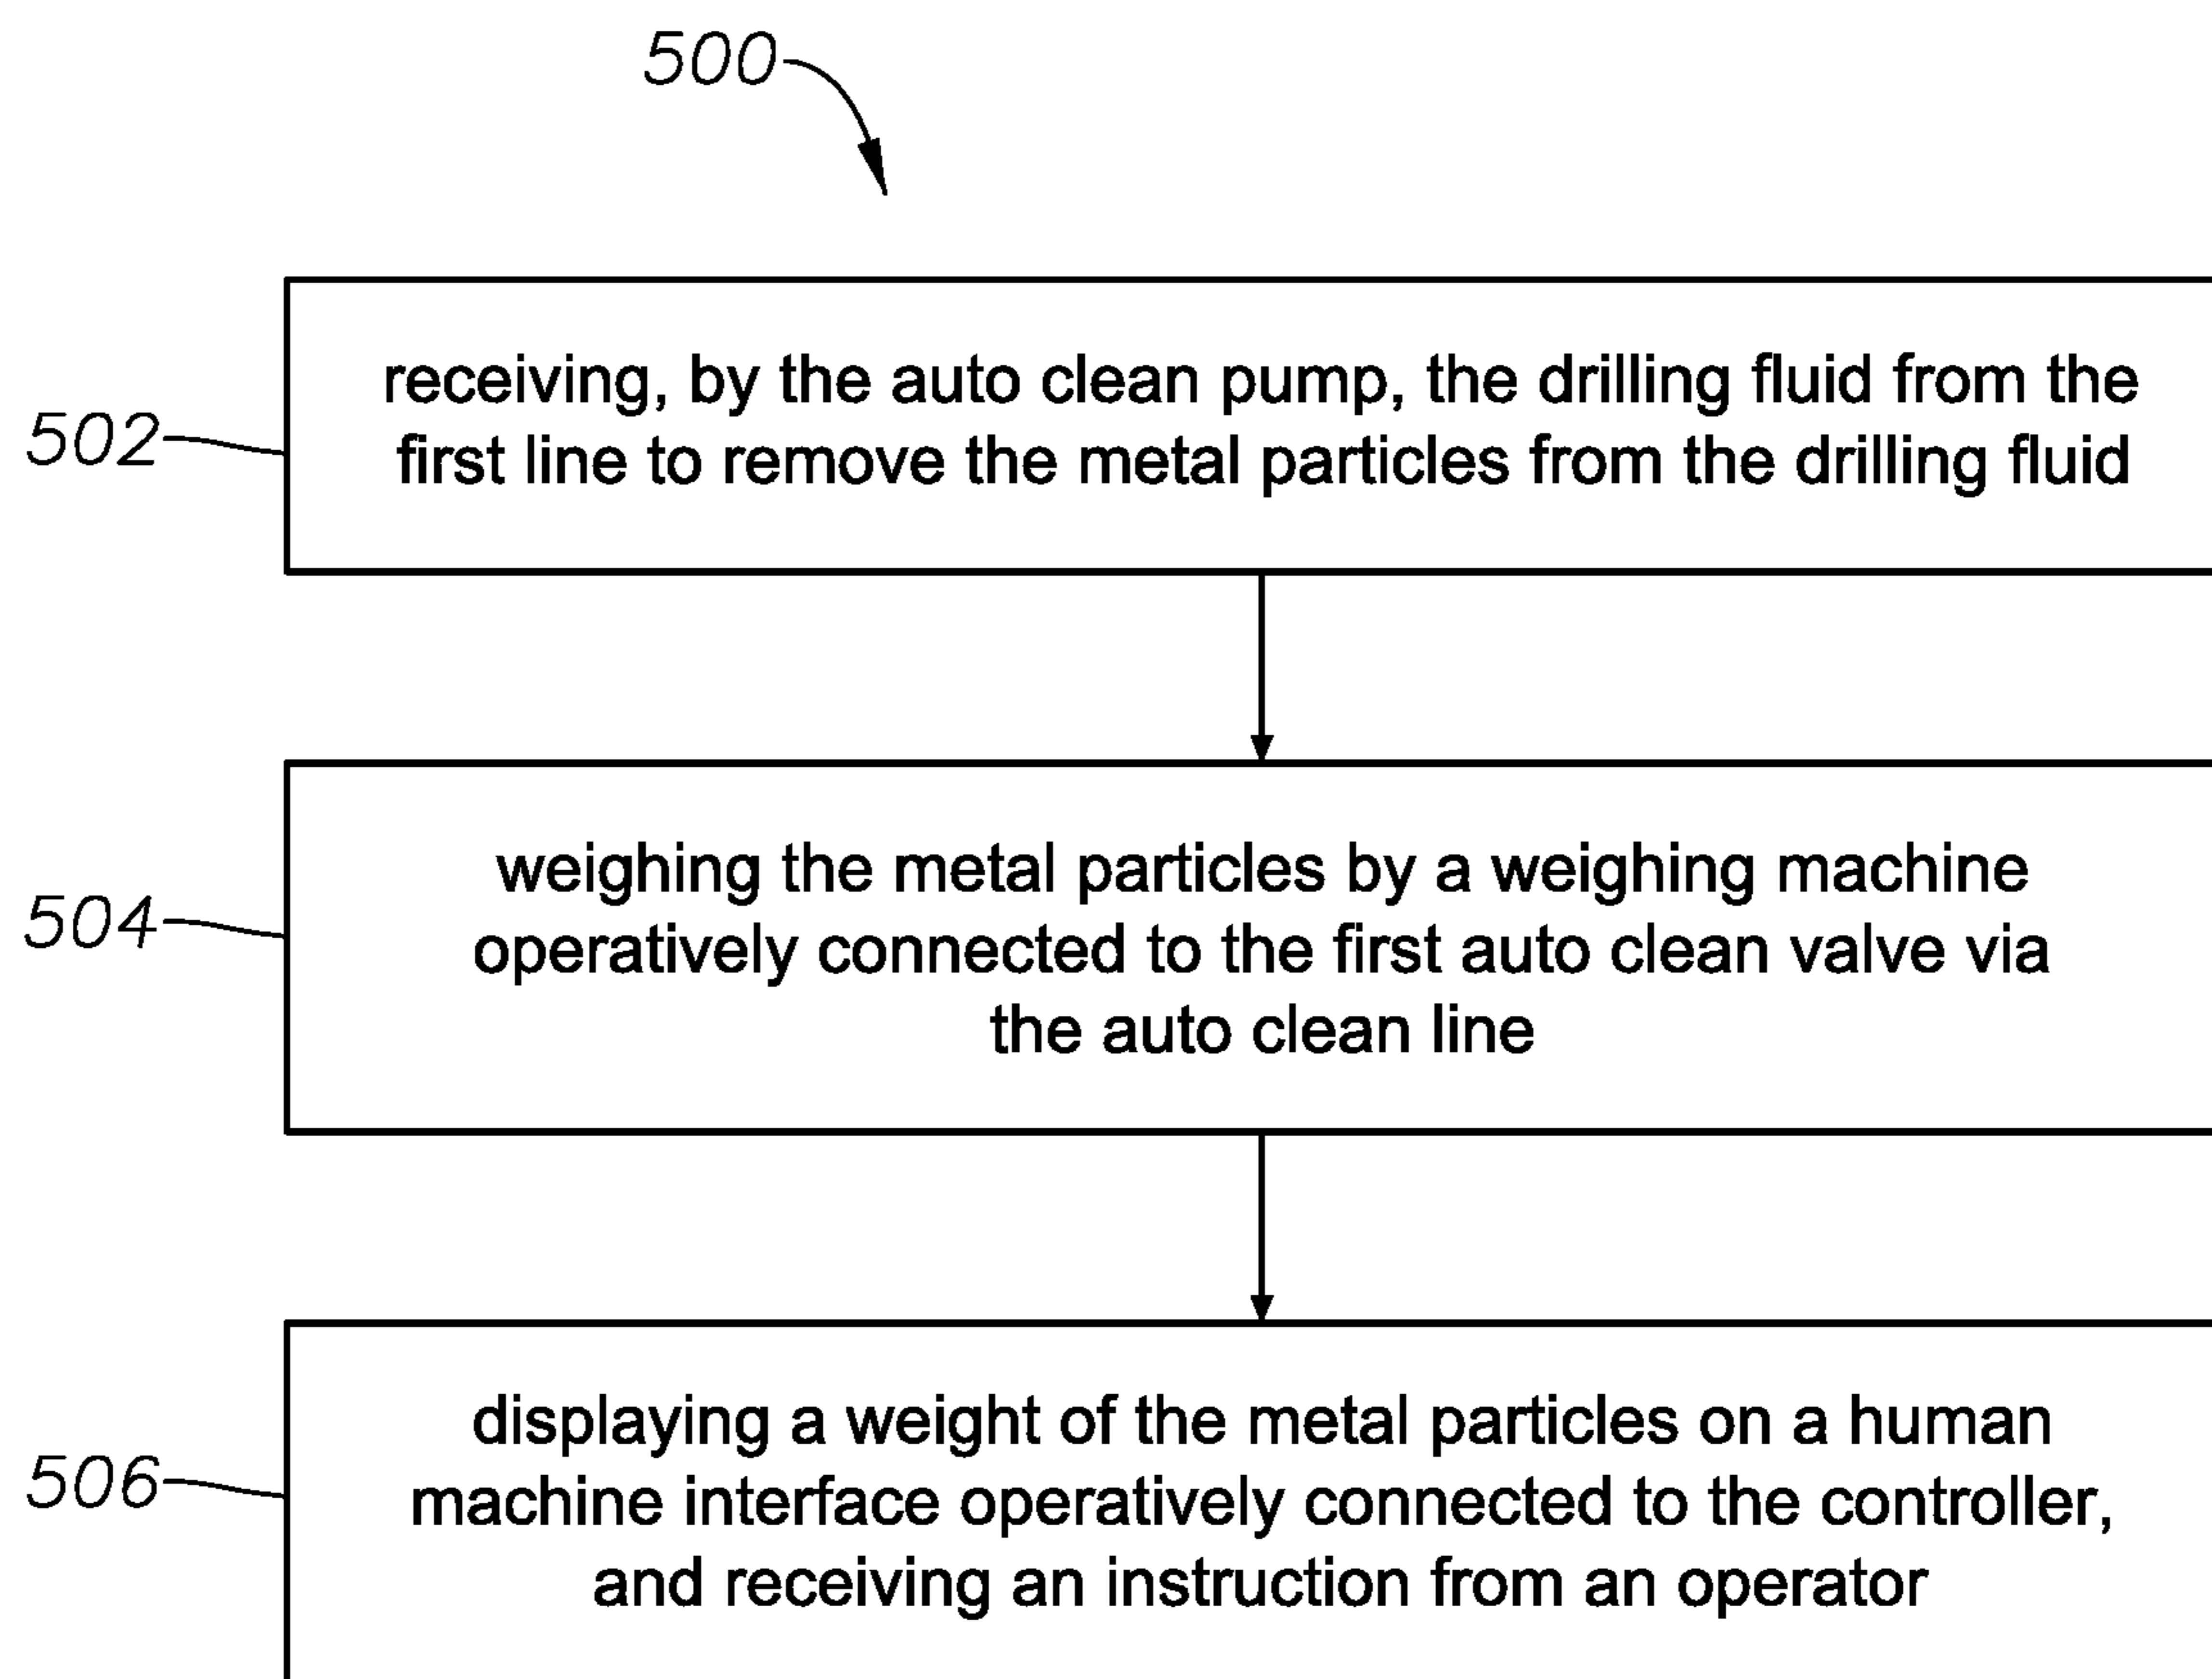 500
502
receiving, by the auto clean pump, the drilling fluid from the
first line to remove the metal particles from the drilling fluid
504
weighing the metal particles by a weighing machine
operatively connected to the first auto clean valve via
the auto clean line
506
displaying a weight of the metal particles on a human
machine interface operatively connected to the controller,
and receiving an instruction from an operator